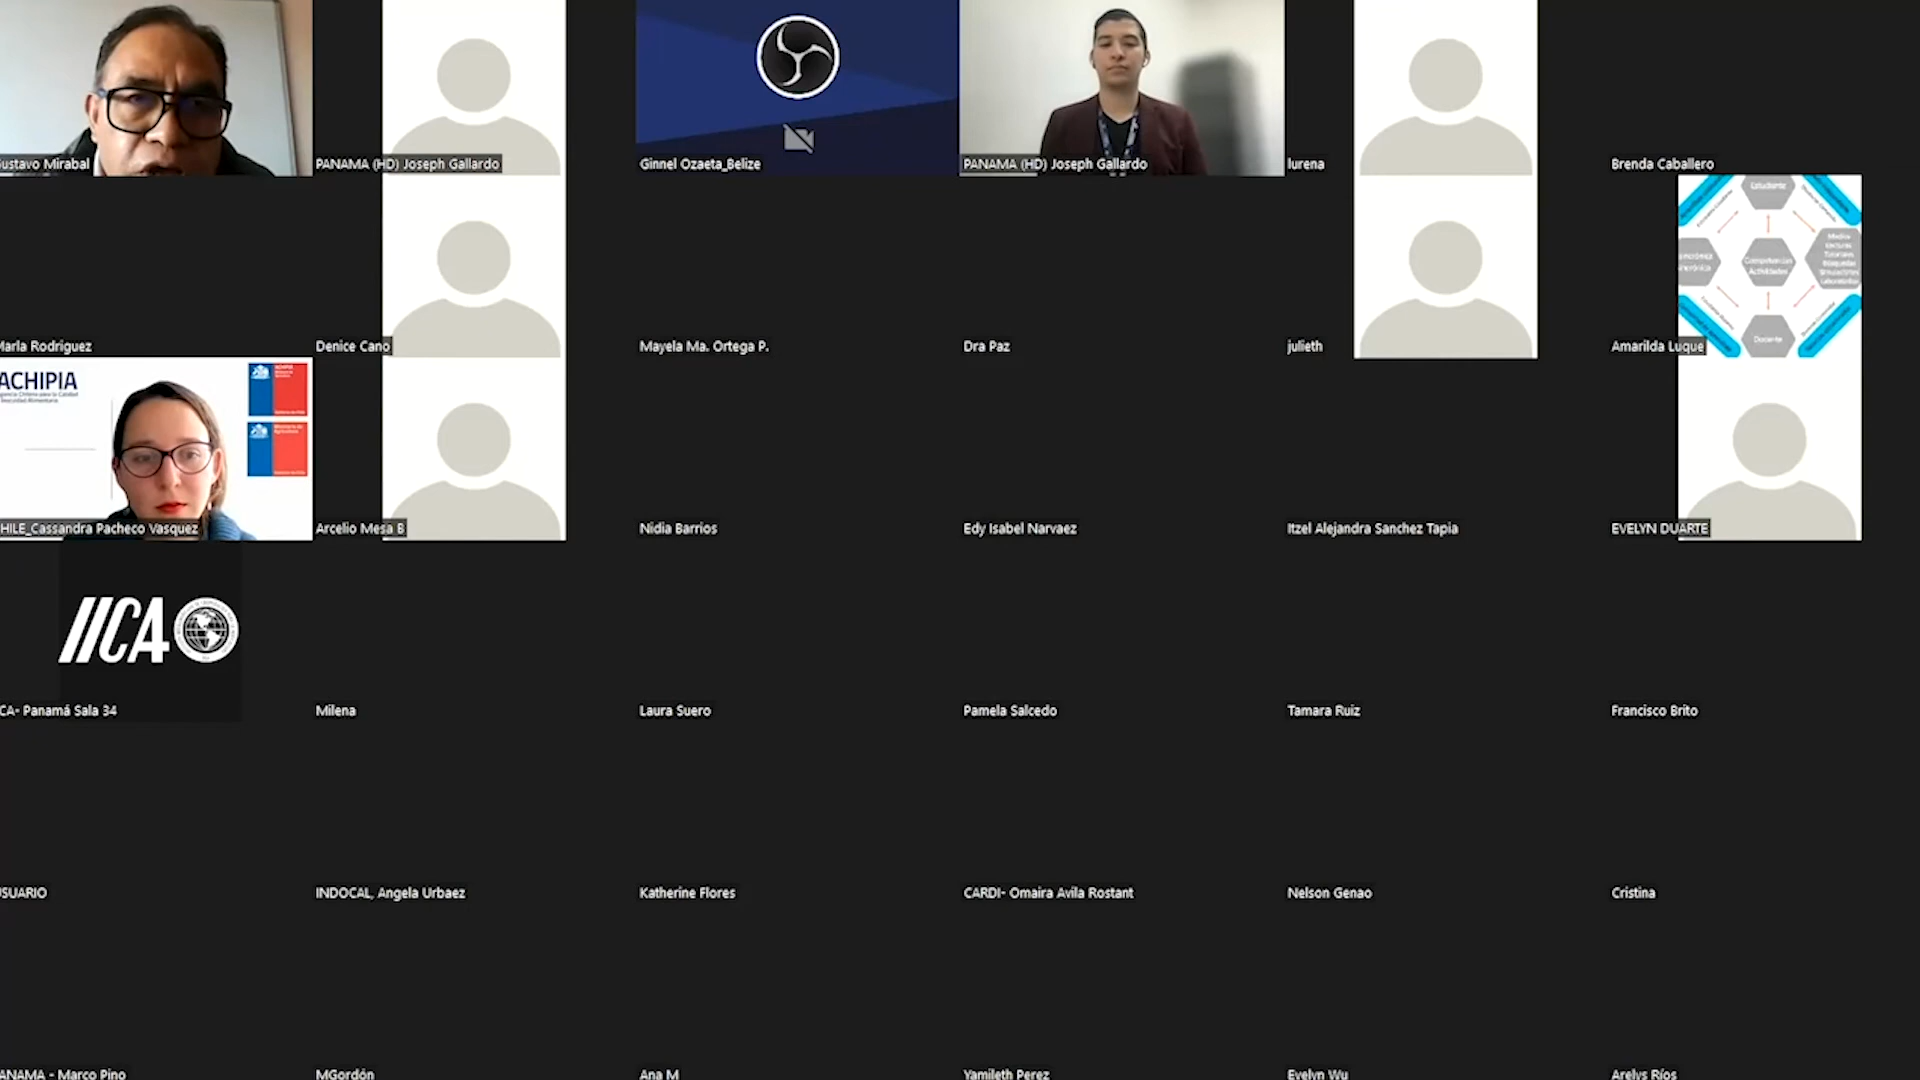 ustavo Mirabal
PANAMA (HD) Joseph Gallardo
Ginnel Ozaeta_Belize
PANAMA (HD) Joseph Gallardo
lurena
Brenda Caballero
Marla Rodriguez
Denice Cano
Mayela Ma. Ortega P.
Dra Paz
julieth
Amarilda Luque
Estudiante
Competencias
Actividades
Docente
ACHIPIA
HILE_Cassandra Pacheco Vasquez
Arcelio Mesa B
Nidia Barrios
Edy Isabel Narvaez
Itzel Alejandra Sanchez Tapia
EVELYN DUARTE
IICA
CA- Panamá Sala 34
Milena
Laura Suero
Pamela Salcedo
Tamara Ruiz
Francisco Brito
SUARIO
INDOCAL, Angela Urbaez
Katherine Flores
CARDI- Omaira Avila Rostant
Nelson Genao
Cristina
ANAMA - Marco Pino
MGordón
Ana M
Yamileth Perez
Evelyn Wu
Arelys Ríos